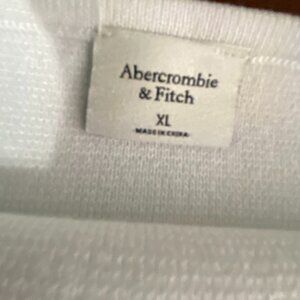 Abercrombie
& Fitch
XL
-MADE IN CHINA-